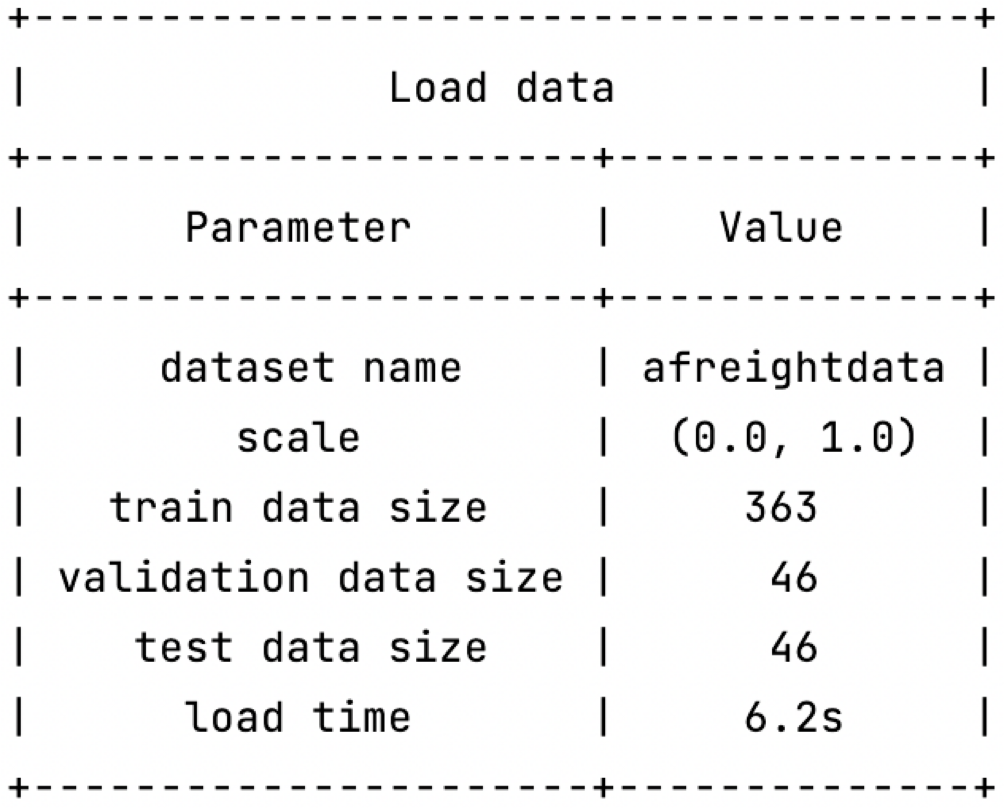 +-------------------------------------+
| Load data |
+----------------------+--------------+
| Parameter | Value |
+----------------------+--------------+
| dataset name | afreightdata |
| scale | (0.0, 1.0) |
| train data size | 363 |
| validation data size | 46 |
| test data size | 46 |
| load time | 6.2s |
+----------------------+--------------+